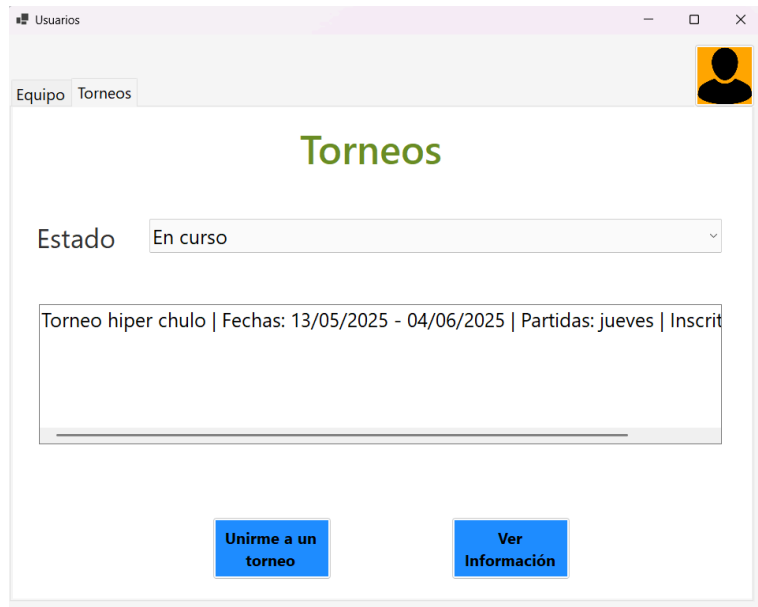 Usuarios
Equipo Torneos
Torneos
Estado En curso
Torneo hiper chulo | Fechas: 13/05/2025 - 04/06/2025 | Partidas: jueves | Inscrit
Unirme a un
torneo
Ver
Información